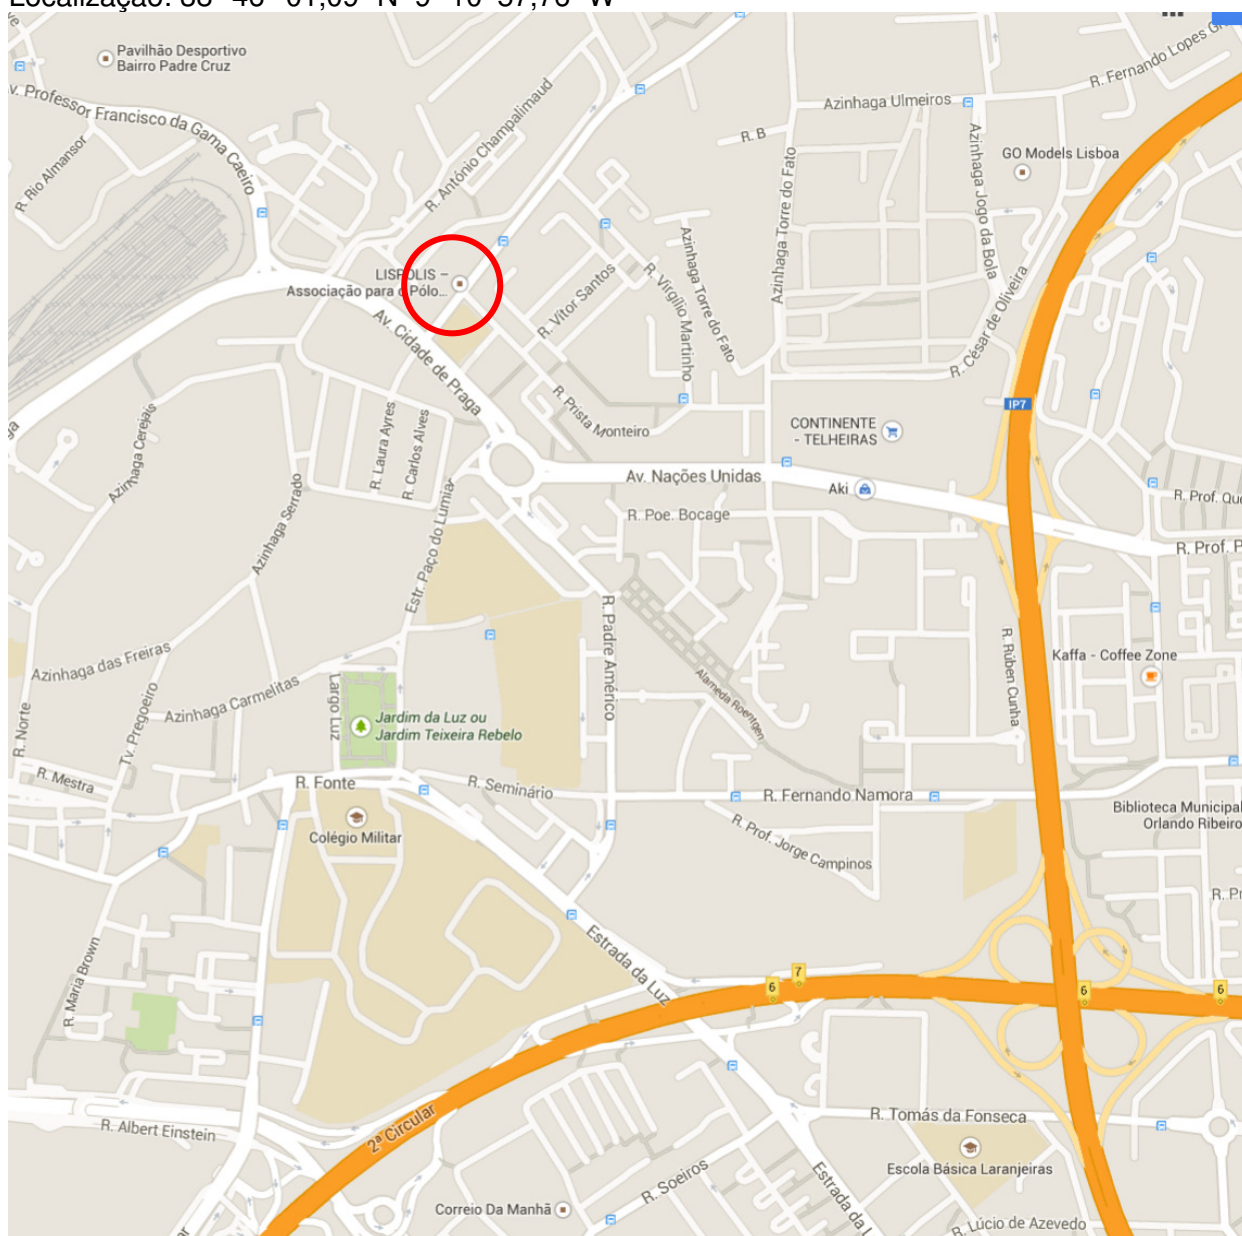 Pavilhão Desportivo
Bairro Padre Cruz
R. Fernando Lopes
v. Professor Francisco da Gama Caeiro
R. António Champalimaud
Azinhaga Ulmeiros
R. B
GO Models Lisboa
R. Rio Almansor
Azinhaga Torre do Fato
Azinhaga Jogo da Bola
Azinhaga Torre do Fato
LISPOLIS –
Associação para o Pólo...
R. Vitor Santos
R. Virgílio Martinho
R. César de Oliveira
Av. Cidade de Praga
IP7
R. Prista Monteiro
CONTINENTE
- TELHEIRAS
Azinhaga Cerejais
R. Laura Ayres
R. Carlos Alves
Av. Nações Unidas
Aki
R. Prof. Qu
Azinhaga Serrado
R. Poe. Bocage
Estr. Paço do Lumiar
R. Prof. P
R. Padre Américo
R. Rúben Cunha
Kaffa - Coffee Zone
Azinhaga das Freiras
Azinhaga Carmelitas
Largo Luz
Alameda Roentgen
Jardim da Luz ou
Jardim Teixeira Rebelo
R. Norte
Tv. Pregoeiro
R. Mestra
R. Fonte
R. Seminário
R. Fernando Namora
Biblioteca Municipal
Orlando Ribeiro
Colégio Militar
R. Prof. Jorge Campinos
R. Pr
Estrada da Luz
R. Maria Brown
6
7
6
6
2ª Circular
R. Albert Einstein
R. Tomás da Fonseca
Escola Básica Laranjeiras
R. Soeiros
Estrada da L
Correio Da Manhã
R. Lúcio de Azevedo